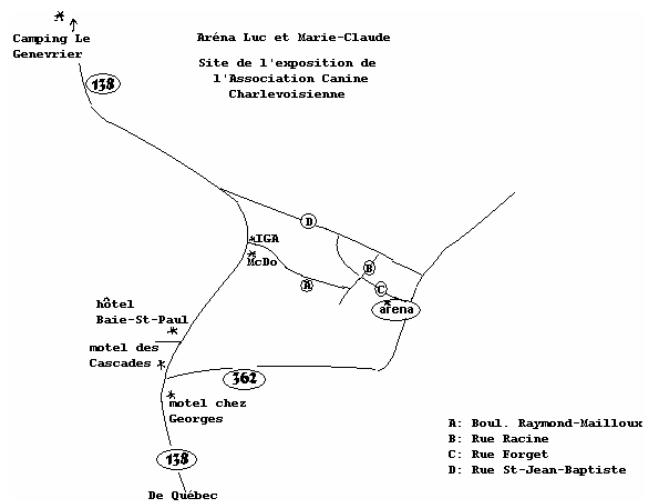 Camping Le
Genevrier
138
Aréna Luc et Marie-Claude
Site de l'exposition de
l'Association Canine
Charlevoisienne
D
IGA
McDo
B
A
C
arena
hôtel
Baie-St-Paul
motel des
Cascades
362
motel chez
Georges
138
De Québec
A: Boul. Raymond-Mailloux
B: Rue Racine
C: Rue Forget
D: Rue St-Jean-Baptiste